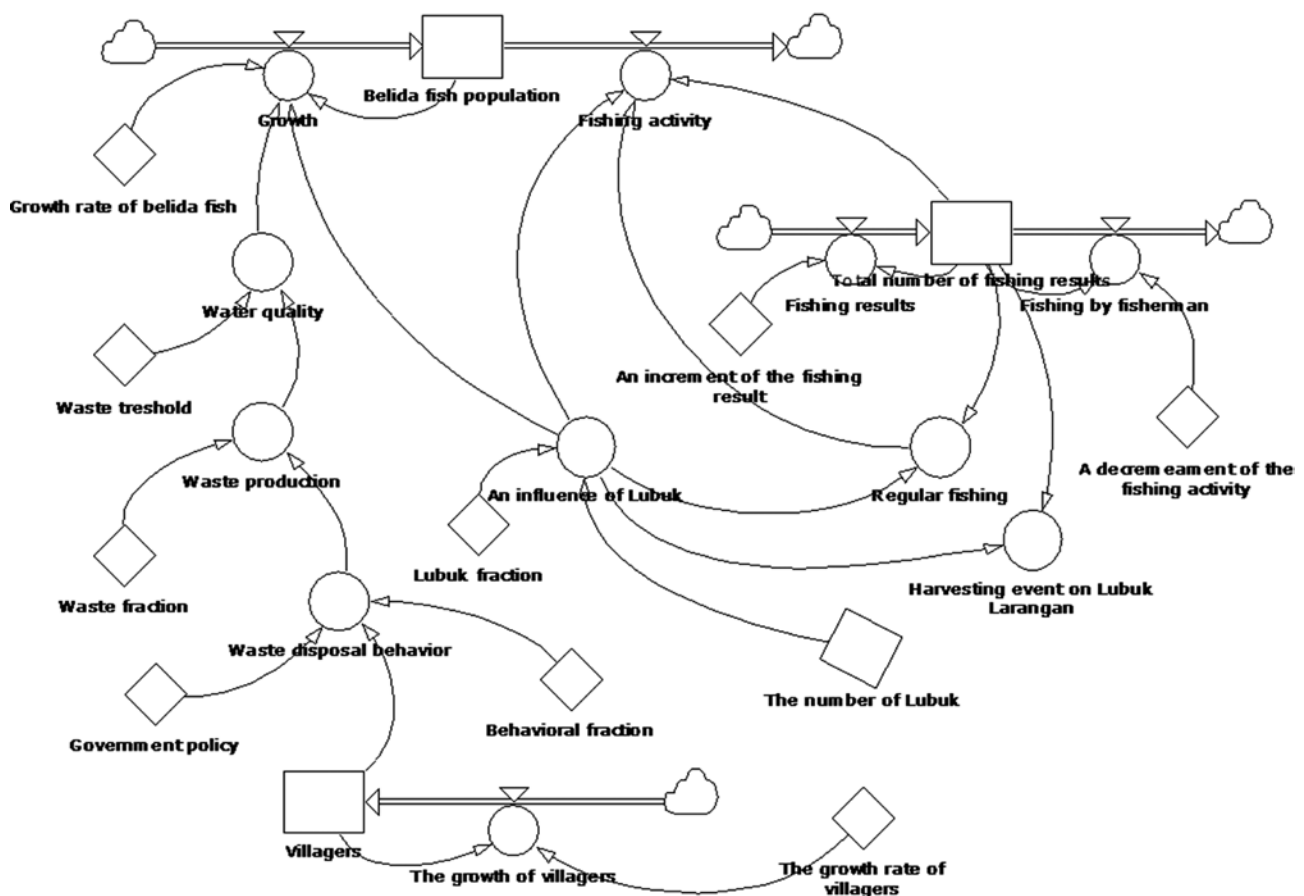 Belida fish population
Growth
Fishing activity
Growth rate of belida fish
Total number of fishing results
Fishing results
Fishing by fisherman
Water quality
An increment of the fishing
result
Waste treshold
A decremeament of the
fishing activity
Waste production
An influence of Lubuk
Regular fishing
Lubuk fraction
Harvesting event on Lubuk
Larangan
Waste fraction
Waste disposal behavior
The number of Lubuk
Behavioral fraction
Government policy
Villagers
The growth of villagers
The growth rate of
villagers